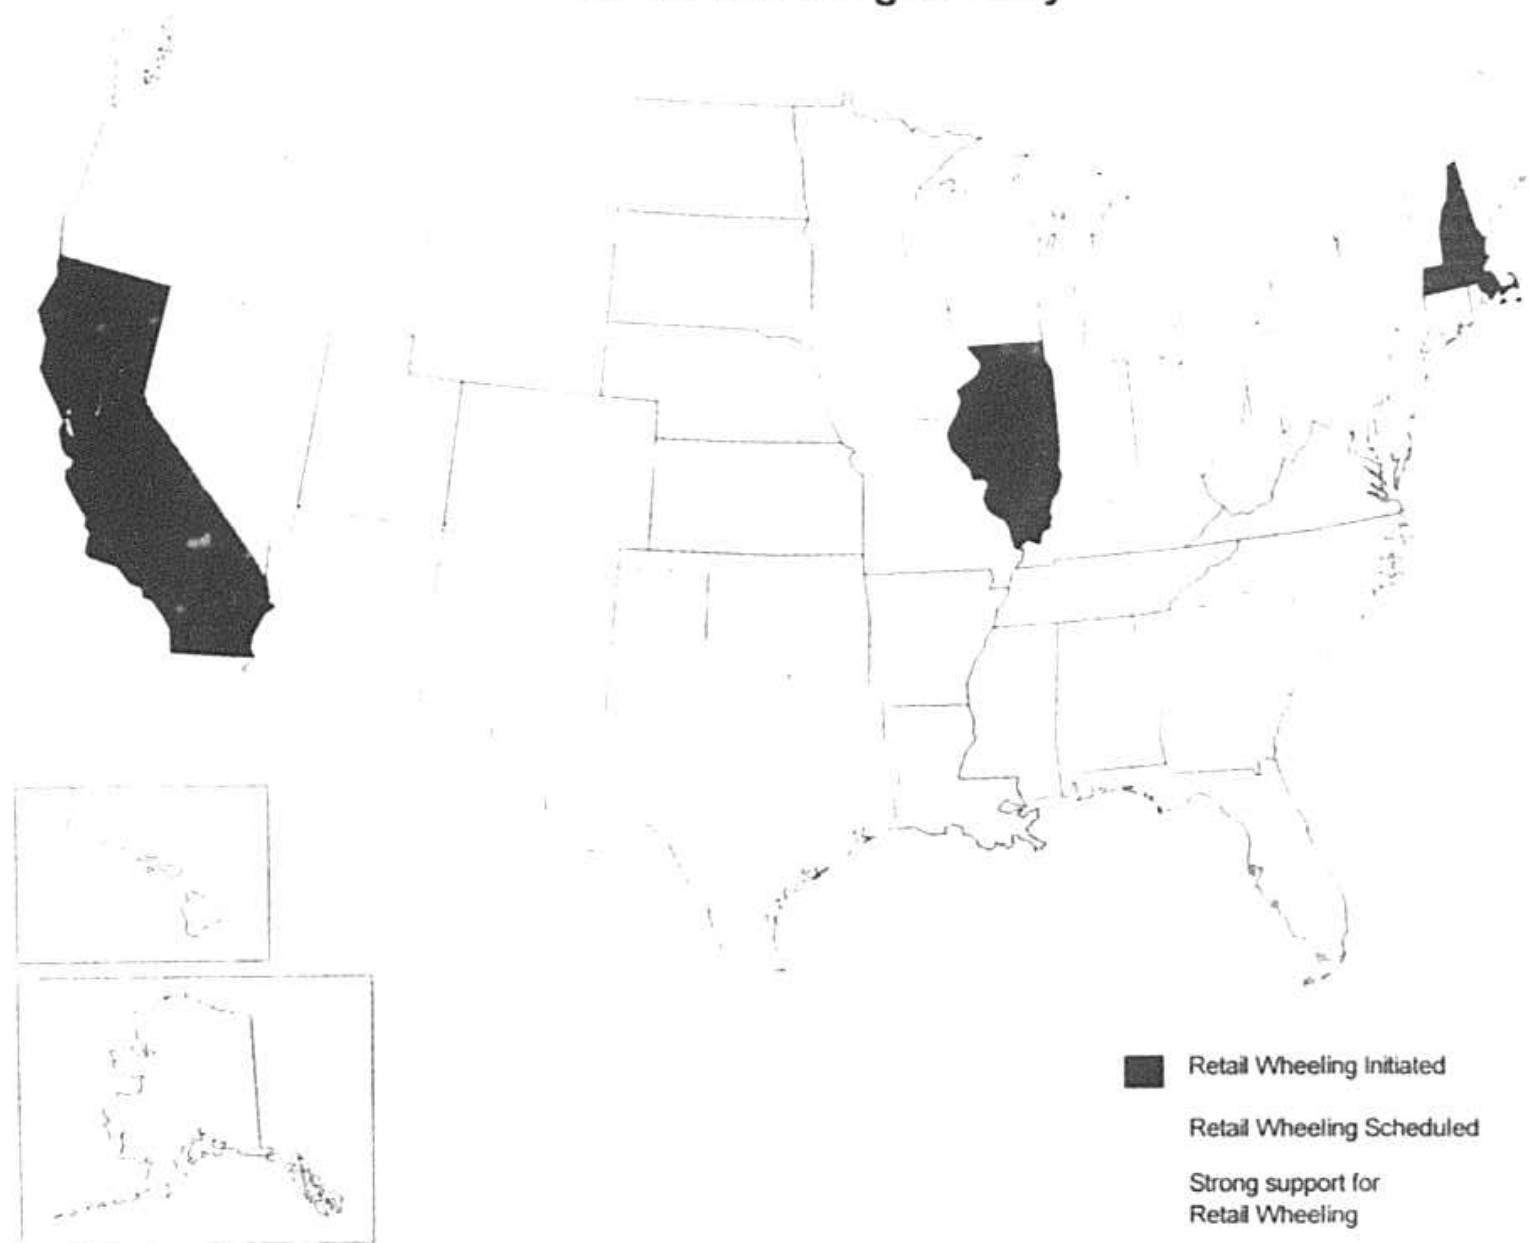 Retail Wheeling Initiated
Retail Wheeling Scheduled
Strong support for
Retail Wheeling